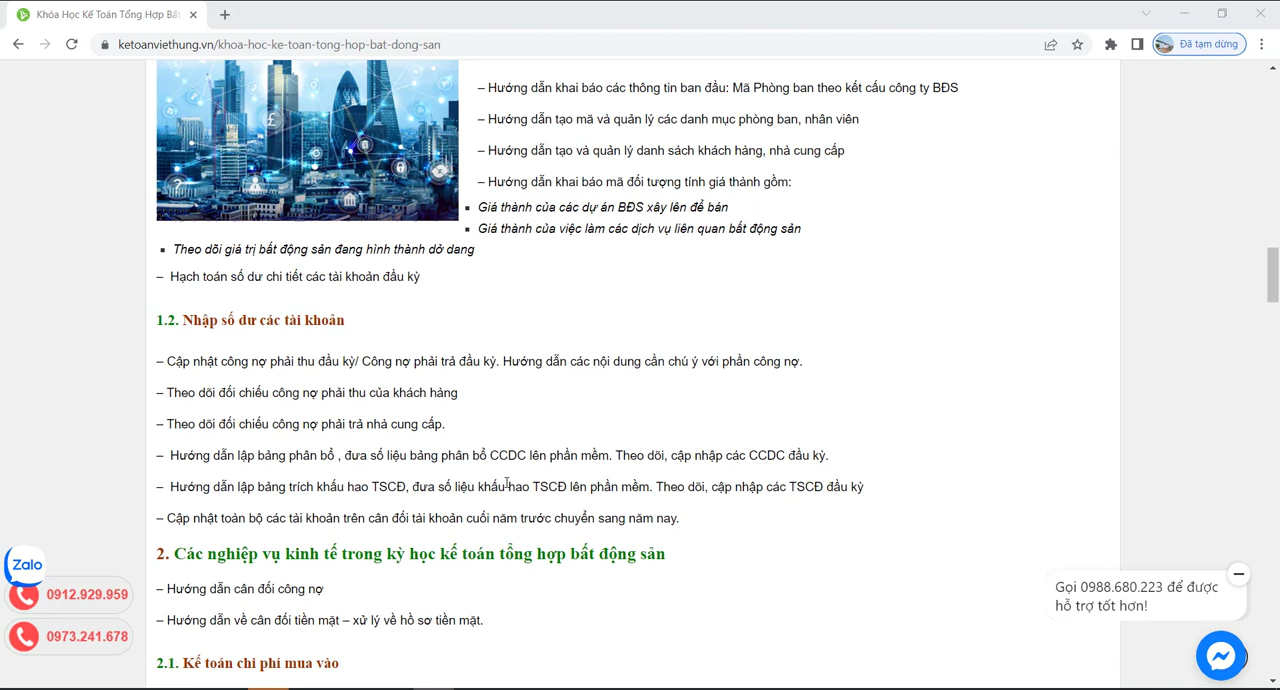 Khóa Học Kế Toán Tổng Hợp Bất
ketoanviethung.vn/khoa-hoc-ke-toan-tong-hop-bat-dong-san
Đã tạm dừng
– Hướng dẫn khai báo các thông tin ban đầu: Mã Phòng ban theo kết cấu công ty BĐS
– Hướng dẫn tạo mã và quản lý các danh mục phòng ban, nhân viên
– Hướng dẫn tạo và quản lý danh sách khách hàng, nhà cung cấp
– Hướng dẫn khai báo mã đối tượng tính giá thành gồm:
▪ Giá thành của các dự án BĐS xây lên để bán
▪ Giá thành của việc làm các dịch vụ liên quan bất động sản
▪ Theo dõi giá trị bất động sản đang hình thành dở dang
– Hạch toán số dư chi tiết các tài khoản đầu kỳ
1.2. Nhập số dư các tài khoản
– Cập nhật công nợ phải thu đầu kỳ/ Công nợ phải trả đầu kỳ. Hướng dẫn các nội dung cần chú ý với phần công nợ.
– Theo dõi đối chiếu công nợ phải thu của khách hàng
– Theo dõi đối chiếu công nợ phải trả nhà cung cấp.
– Hướng dẫn lập bảng phân bổ , đưa số liệu bảng phân bổ CCDC lên phần mềm. Theo dõi, cập nhập các CCDC đầu kỳ.
– Hướng dẫn lập bảng trích khấu hao TSCĐ, đưa số liệu khấu hao TSCĐ lên phần mềm. Theo dõi, cập nhập các TSCĐ đầu kỳ
– Cập nhật toàn bộ các tài khoản trên cân đối tài khoản cuối năm trước chuyển sang năm nay.
2. Các nghiệp vụ kinh tế trong kỳ học kế toán tổng hợp bất động sản
– Hướng dẫn cân đối công nợ
– Hướng dẫn về cân đối tiền mặt – xử lý về hồ sơ tiền mặt.
2.1. Kế toán chi phí mua vào
Zalo
0912.929.959
0973.241.678
Gọi 0988.680.223 để được
hỗ trợ tốt hơn!